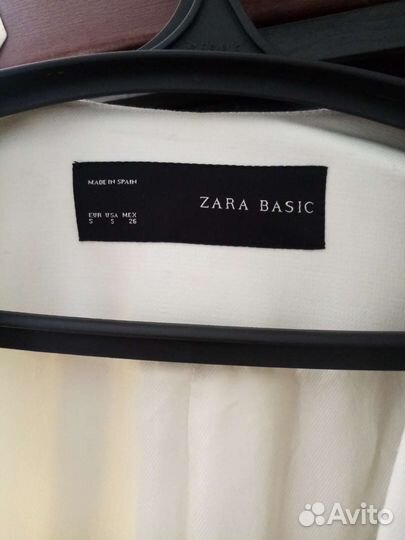 MADE IN SPAIN
ZARA BASIC
EUR USA MEX
S S 26
Avito